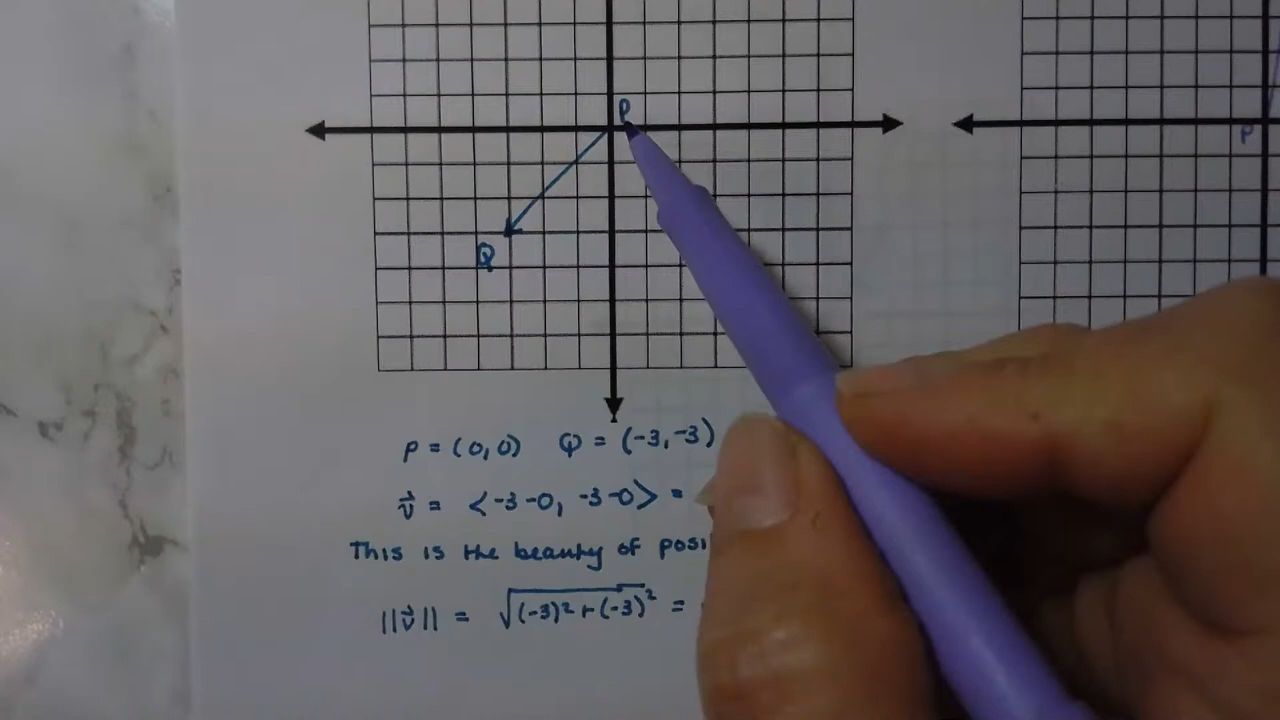 P
P
Q
P = (0,0) Q = (-3,-3)
v⃗ = <-3-0, -3-0> =
This is the beauty of posi
||v⃗|| = √(-3)²+(-3)² =